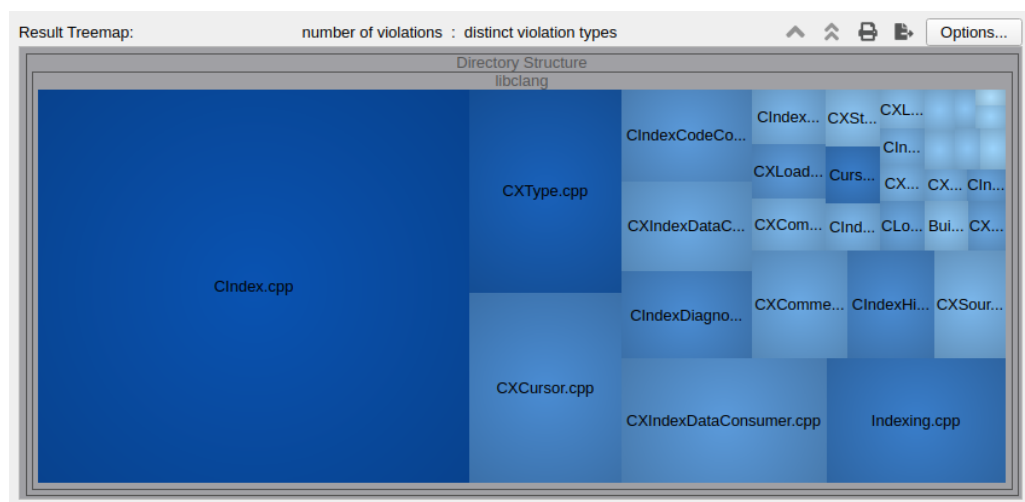 Result Treemap: number of violations : distinct violation types Options...
Directory Structure
libclang
CIndex.cpp
CXType.cpp
CXCursor.cpp
CIndexCodeCo...
CXIndexDataC...
CIndexDiagno...
CXIndexDataConsumer.cpp
Indexing.cpp
CIndex... CXSt... CXL...
CIn...
CXLoad... Curs... CX... CX... CIn...
CXCom... CInd... CLo... Bui... CX...
CXComme... CIndexHi... CXSour...